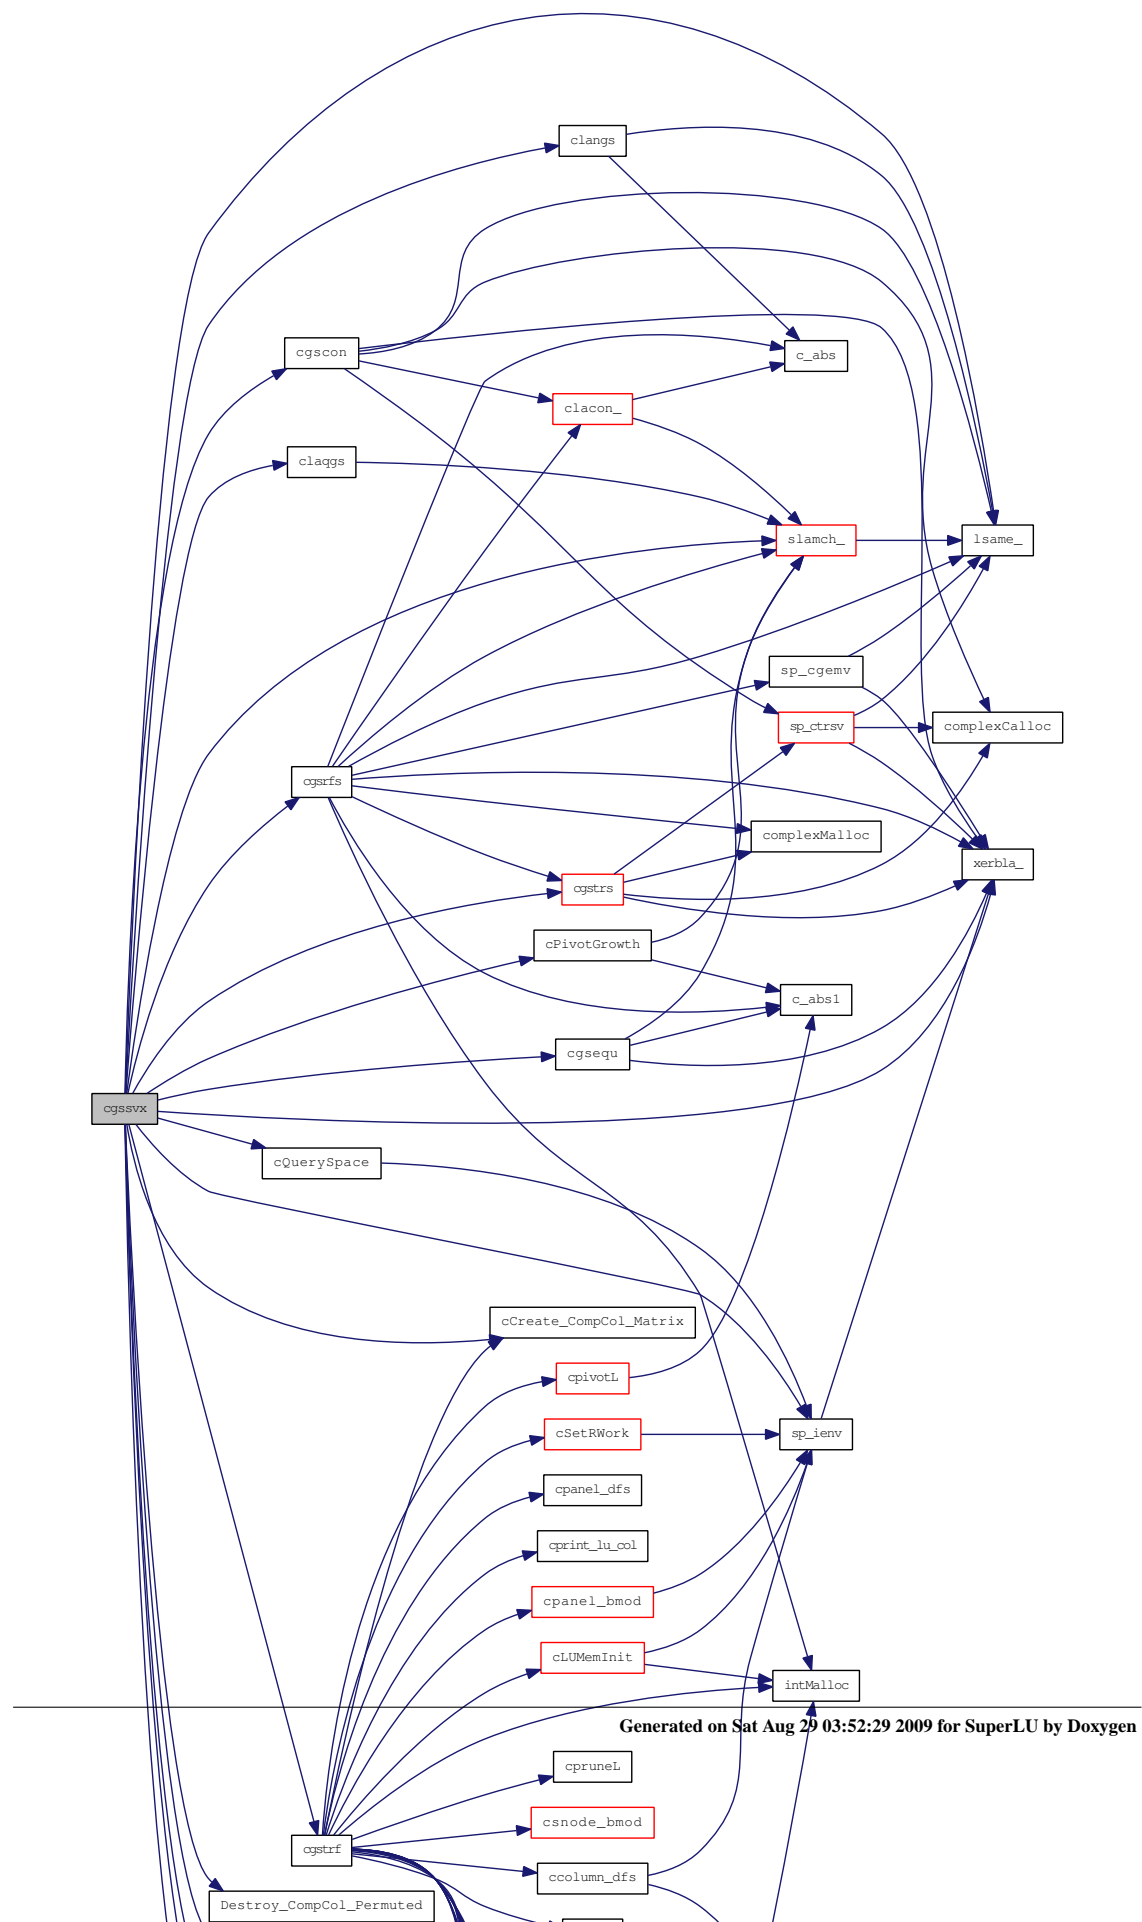 clangs
cgscon
c_abs
clacon_
claqgs
slamch_
lsame_
sp_cgemv
sp_ctrsv
complexCalloc
cgsrfs
complexMalloc
xerbla_
cgstrs
cPivotGrowth
c_abs1
cgsequ
cgssvx
cQuerySpace
cCreate_CompCol_Matrix
cpivotL
cSetRWork
sp_ienv
cpanel_dfs
cprint_lu_col
cpanel_bmod
cLUMemInit
intMalloc
Generated on Sat Aug 29 03:52:29 2009 for SuperLU by Doxygen
cpruneL
csnode_bmod
cgstrf
ccolumn_dfs
Destroy_CompCol_Permuted